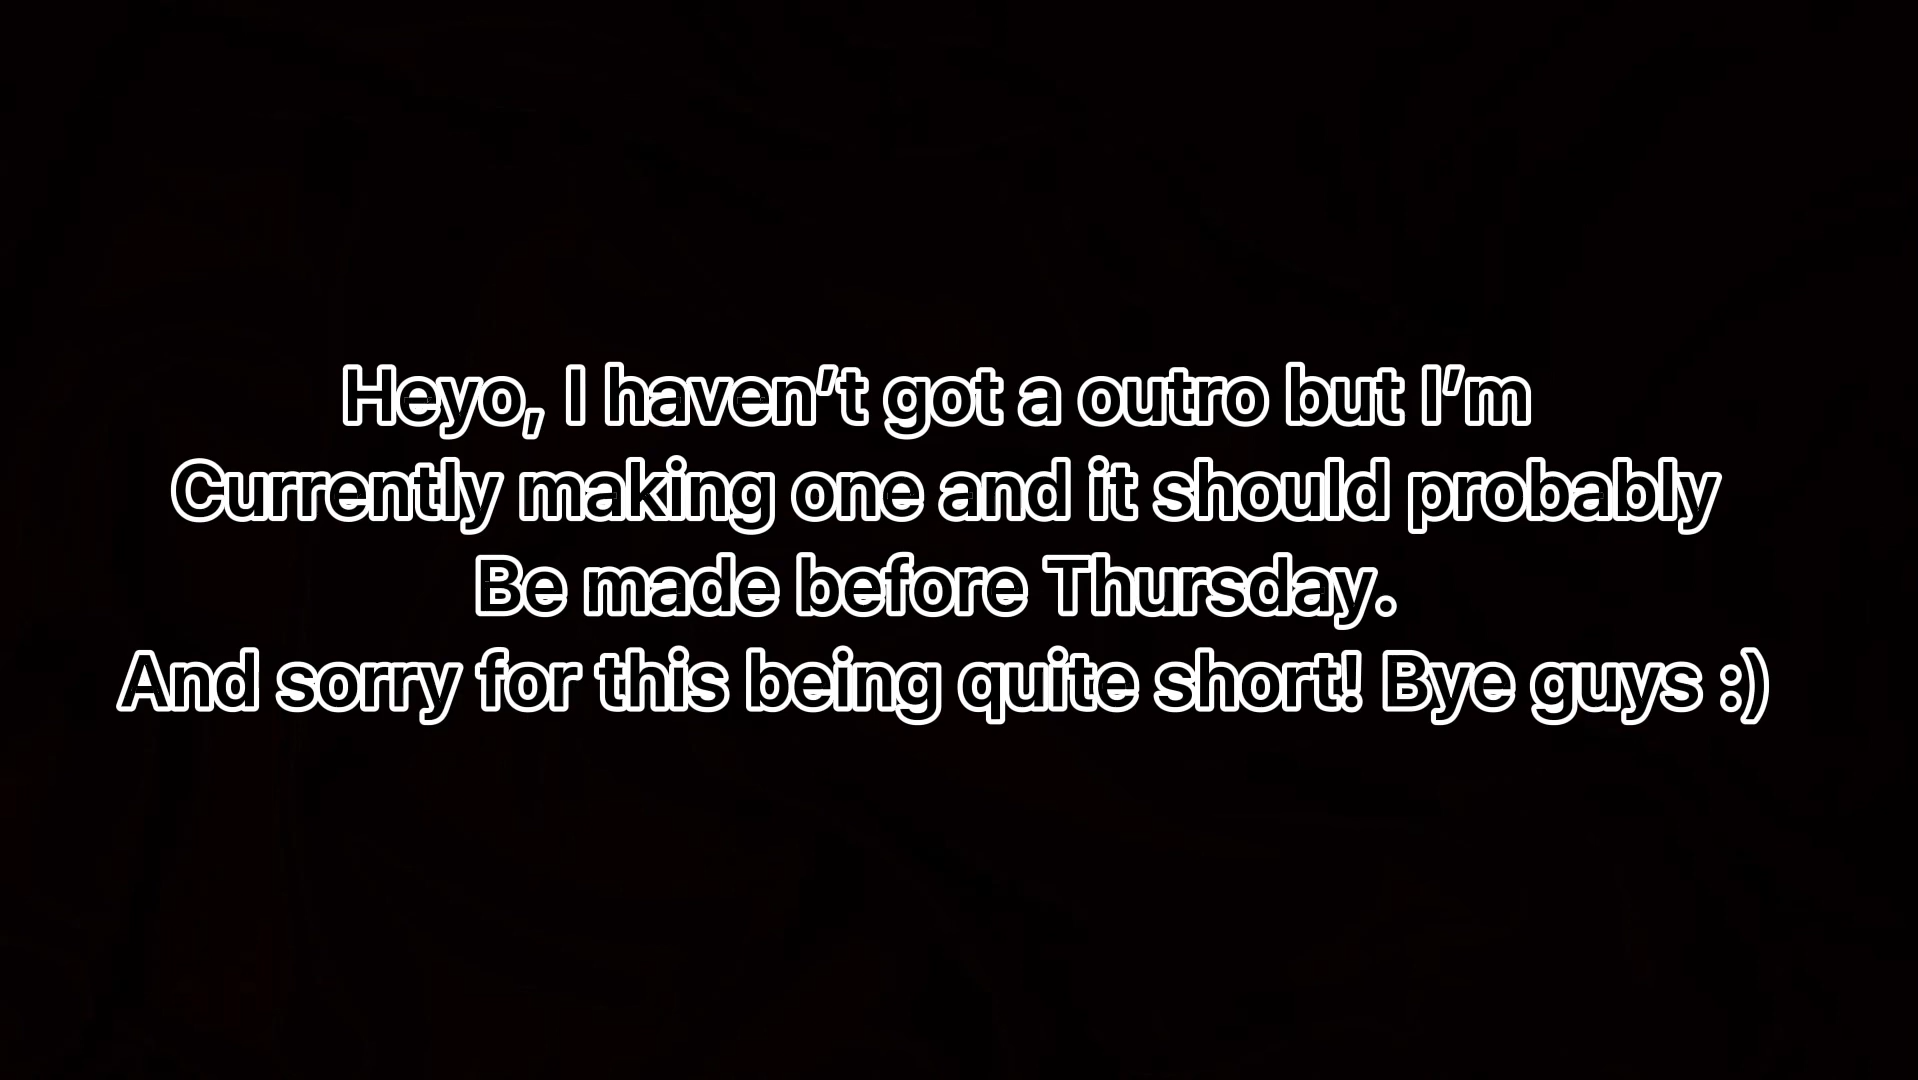 Heyo, I haven’t got a outro but I’m
Currently making one and it should probably
Be made before Thursday.
And sorry for this being quite short! Bye guys :)